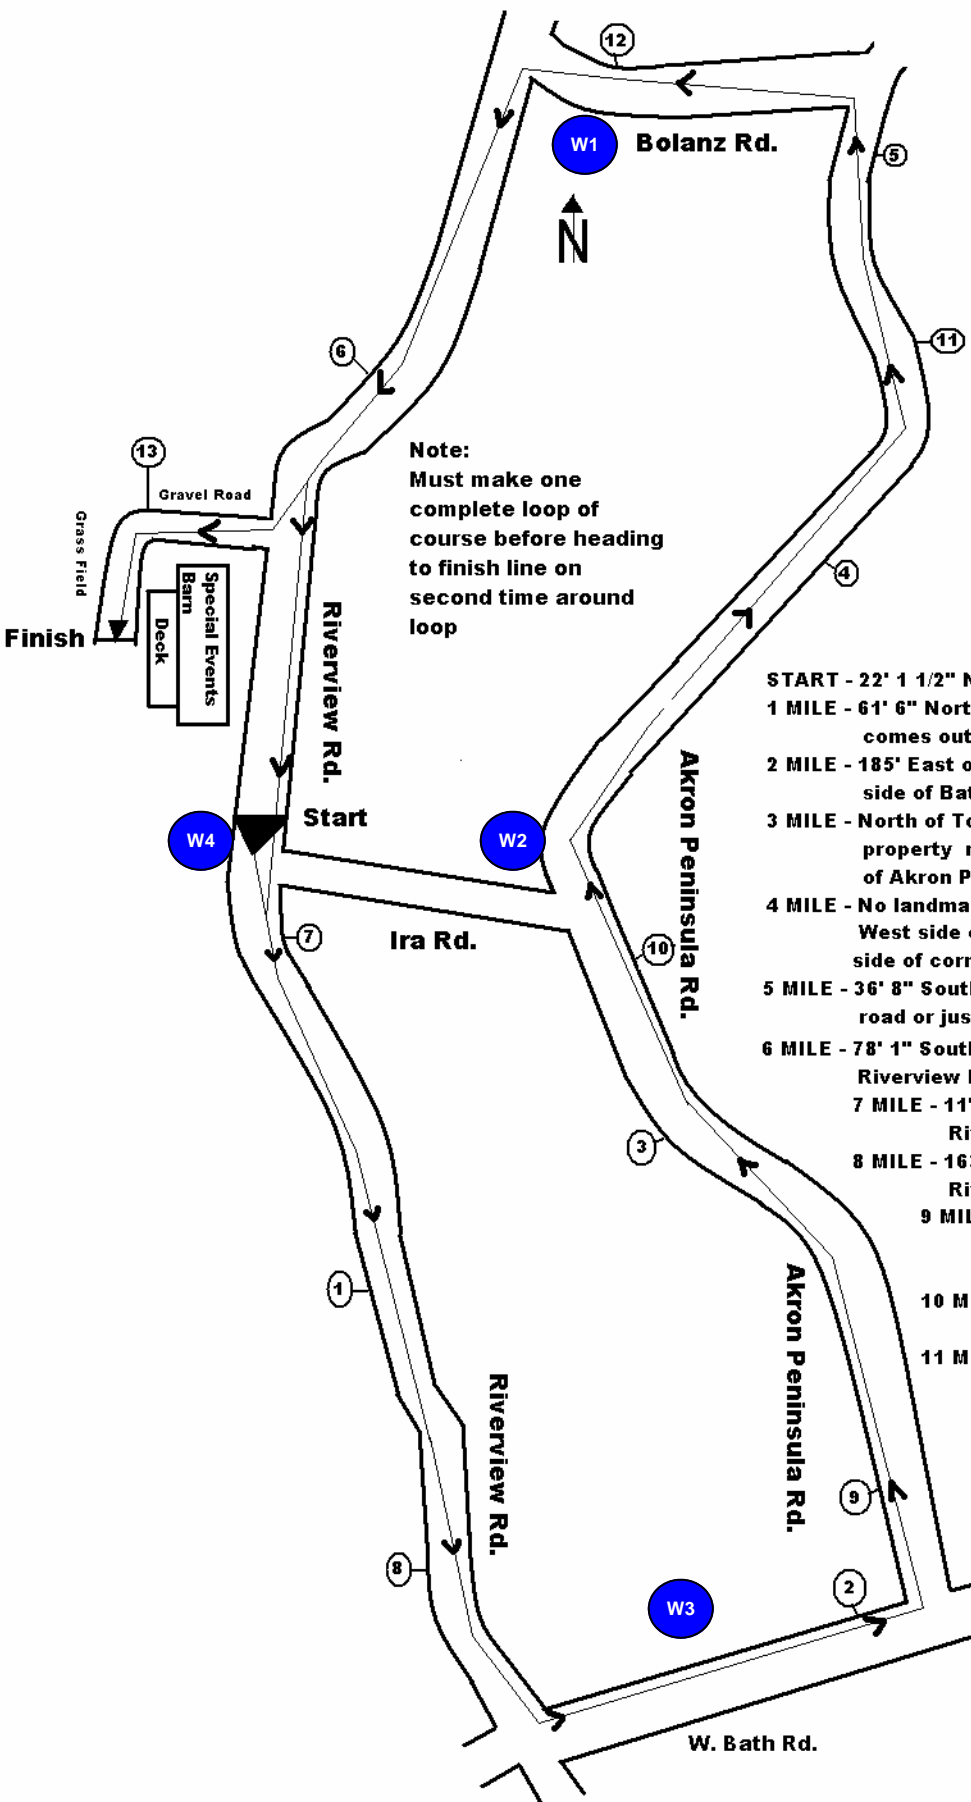 12
W1
Bolanz Rd.
5
N
11
6
13
Gravel Road
Grass Field
Note:
Must make one
complete loop of
course before heading
to finish line on
second time around
loop
4
Special Events
Barn
Deck
Finish
Riverview Rd.
START - 22' 1 1/2" N
1 MILE - 61' 6" Nort
comes out
2 MILE - 185' East o
side of Bat
3 MILE - North of To
property r
of Akron P
4 MILE - No landma
West side
side of corn
5 MILE - 36' 8" South
road or jus
6 MILE - 78' 1" South
Riverview
7 MILE - 11'
Ri
8 MILE - 163
Ri
9 MIL
10 M
11 M
Akron Peninsula Rd.
Start
W4
W2
Ira Rd.
7
10
3
1
Akron Peninsula Rd.
Riverview Rd.
9
8
2
W3
W. Bath Rd.